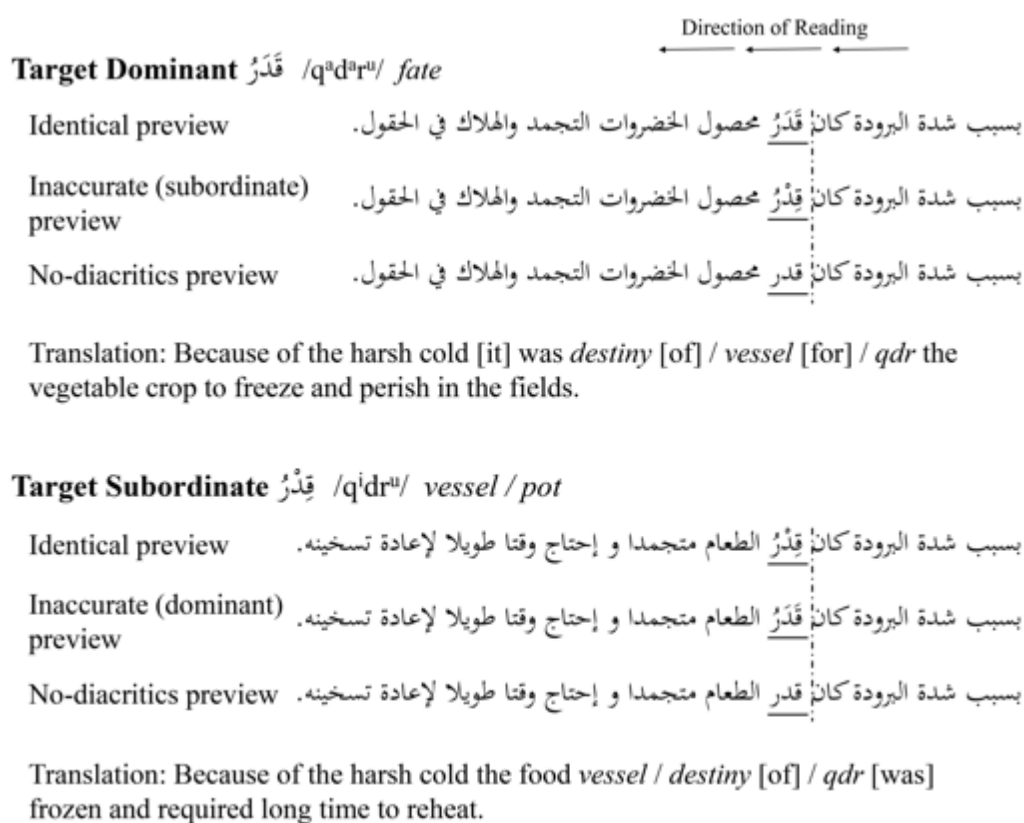 Direction of Reading
Target Dominant قَدَرُ /qᵃdᵃrᵘ/ fate
Identical preview بسبب شدة البرودة كان قَدَرُ محصول الخضروات التجمد والهلاك في الحقول.
Inaccurate (subordinate) preview بسبب شدة البرودة كان قِدْرُ محصول الخضروات التجمد والهلاك في الحقول.
No-diacritics preview بسبب شدة البرودة كان قدر محصول الخضروات التجمد والهلاك في الحقول.
Translation: Because of the harsh cold [it] was destiny [of] / vessel [for] / qdr the
vegetable crop to freeze and perish in the fields.
Target Subordinate قِدْرُ /qⁱdrᵘ/ vessel / pot
Identical preview بسبب شدة البرودة كان قِدْرُ الطعام متجمدا و إحتاج وقتا طويلا لإعادة تسخينه.
Inaccurate (dominant) preview بسبب شدة البرودة كان قَدَرُ الطعام متجمدا و إحتاج وقتا طويلا لإعادة تسخينه.
No-diacritics preview بسبب شدة البرودة كان قدر الطعام متجمدا و إحتاج وقتا طويلا لإعادة تسخينه.
Translation: Because of the harsh cold the food vessel / destiny [of] / qdr [was]
frozen and required long time to reheat.